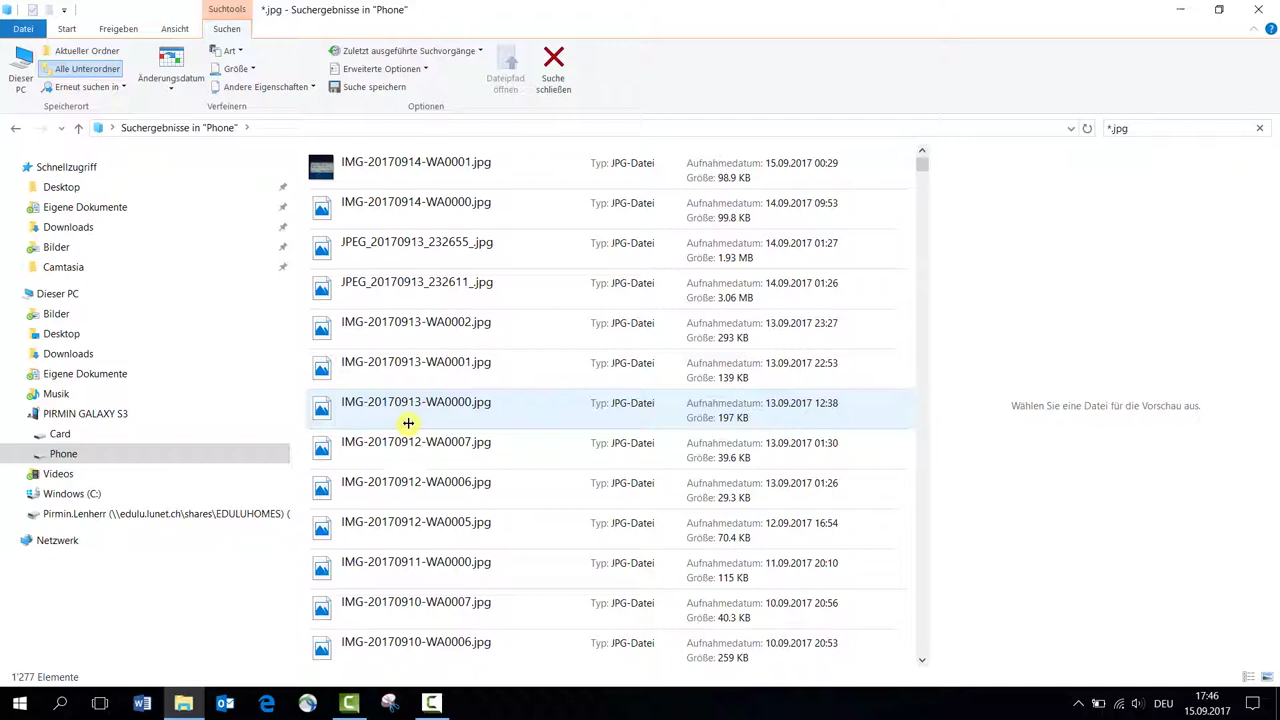 Suchtools
*.jpg - Suchergebnisse in "Phone"
Datei
Start
Freigeben
Ansicht
Suchen
Dieser PC
Aktueller Ordner
Alle Unterordner
Erneut suchen in
Speicherort
Änderungsdatum
Art
Größe
Andere Eigenschaften
Verfeinern
Zuletzt ausgeführte Suchvorgänge
Erweiterte Optionen
Suche speichern
Optionen
Dateipfad öffnen
Suche schließen
Suchergebnisse in "Phone"
*.jpg
Schnellzugriff
Desktop
Eigene Dokumente
Downloads
Bilder
Camtasia
Dieser PC
Bilder
Desktop
Downloads
Eigene Dokumente
Musik
PIRMIN GALAXY S3
Card
Phone
Videos
Windows (C:)
Pirmin.Lenherr (\\edulu.lunet.ch\shares\EDULUHOMES) (
Netzwerk
IMG-20170914-WA0001.jpg Typ: JPG-Datei Aufnahmedatum: 15.09.2017 00:29
Größe: 98.9 KB
IMG-20170914-WA0000.jpg Typ: JPG-Datei Aufnahmedatum: 14.09.2017 09:53
Größe: 99.8 KB
JPEG_20170913_232655_.jpg Typ: JPG-Datei Aufnahmedatum: 14.09.2017 01:27
Größe: 1.93 MB
JPEG_20170913_232611_.jpg Typ: JPG-Datei Aufnahmedatum: 14.09.2017 01:26
Größe: 3.06 MB
IMG-20170913-WA0002.jpg Typ: JPG-Datei Aufnahmedatum: 13.09.2017 23:27
Größe: 293 KB
IMG-20170913-WA0001.jpg Typ: JPG-Datei Aufnahmedatum: 13.09.2017 22:53
Größe: 139 KB
IMG-20170913-WA0000.jpg Typ: JPG-Datei Aufnahmedatum: 13.09.2017 12:38
Größe: 197 KB
IMG-20170912-WA0007.jpg Typ: JPG-Datei Aufnahmedatum: 13.09.2017 01:30
Größe: 39.6 KB
IMG-20170912-WA0006.jpg Typ: JPG-Datei Aufnahmedatum: 13.09.2017 01:26
Größe: 29.3 KB
IMG-20170912-WA0005.jpg Typ: JPG-Datei Aufnahmedatum: 12.09.2017 16:54
Größe: 70.4 KB
IMG-20170911-WA0000.jpg Typ: JPG-Datei Aufnahmedatum: 11.09.2017 20:10
Größe: 115 KB
IMG-20170910-WA0007.jpg Typ: JPG-Datei Aufnahmedatum: 10.09.2017 20:56
Größe: 40.3 KB
IMG-20170910-WA0006.jpg Typ: JPG-Datei Aufnahmedatum: 10.09.2017 20:53
Größe: 259 KB
Wählen Sie eine Datei für die Vorschau aus.
1'277 Elemente
DEU
17:46
15.09.2017